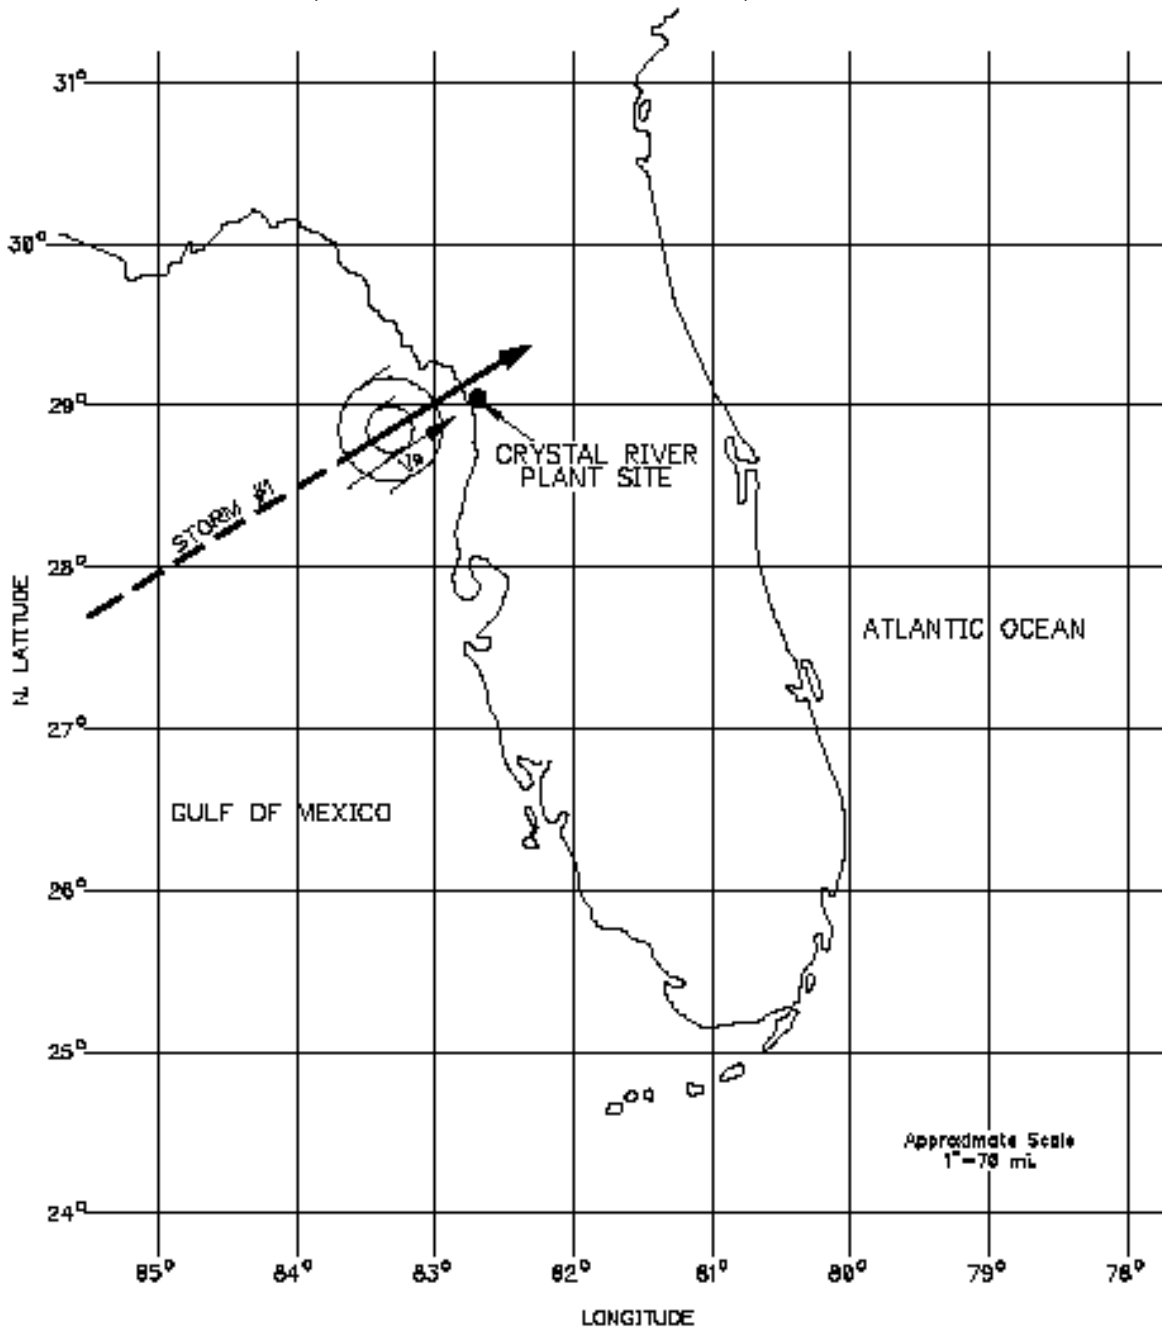 31°
30°
29°
CRYSTAL RIVER
PLANT SITE
STORM #1
28°
N. LATITUDE
ATLANTIC OCEAN
27°
GULF OF MEXICO
26°
25°
Approximate Scale
1"=70 mi.
24°
85° 84° 83° 82° 81° 80° 79° 78°
LONGITUDE